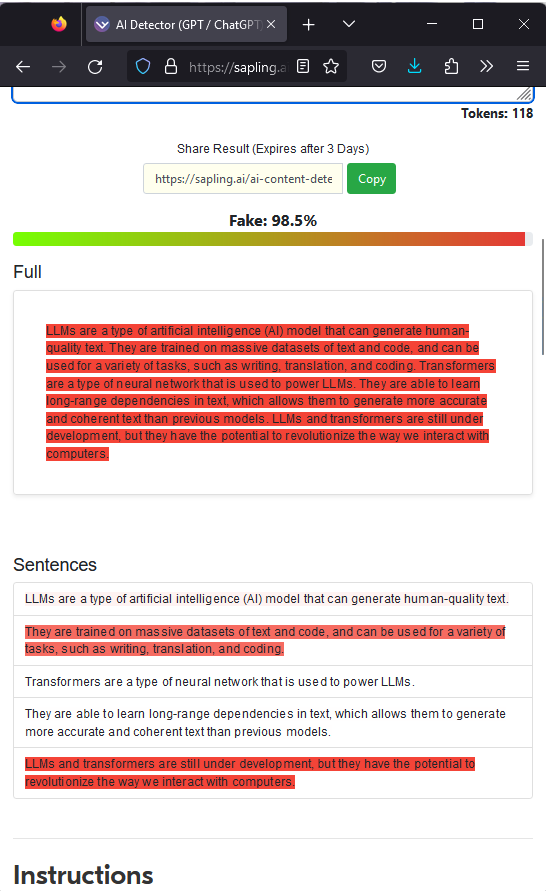 AI Detector (GPT / ChatGPT)
https://sapling.ai
Tokens: 118
Share Result (Expires after 3 Days)
https://sapling.ai/ai-content-dete
Copy
Fake: 98.5%
Full
LLMs are a type of artificial intelligence (AI) model that can generate human-
quality text. They are trained on massive datasets of text and code, and can be
used for a variety of tasks, such as writing, translation, and coding. Transformers
are a type of neural network that is used to power LLMs. They are able to learn
long-range dependencies in text, which allows them to generate more accurate
and coherent text than previous models. LLMs and transformers are still under
development, but they have the potential to revolutionize the way we interact with
computers.
Sentences
LLMs are a type of artificial intelligence (AI) model that can generate human-quality text.
They are trained on massive datasets of text and code, and can be used for a variety of
tasks, such as writing, translation, and coding.
Transformers are a type of neural network that is used to power LLMs.
They are able to learn long-range dependencies in text, which allows them to generate
more accurate and coherent text than previous models.
LLMs and transformers are still under development, but they have the potential to
revolutionize the way we interact with computers.
Instructions